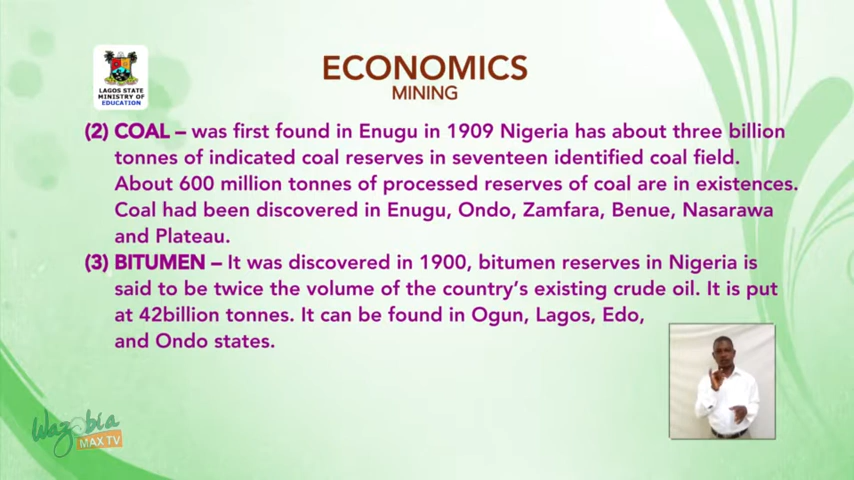 LAGOS STATE
MINISTRY OF
EDUCATION
ECONOMICS
MINING
(2) COAL – was first found in Enugu in 1909 Nigeria has about three billion
tonnes of indicated coal reserves in seventeen identified coal field.
About 600 million tonnes of processed reserves of coal are in existences.
Coal had been discovered in Enugu, Ondo, Zamfara, Benue, Nasarawa
and Plateau.
(3) BITUMEN – It was discovered in 1900, bitumen reserves in Nigeria is
said to be twice the volume of the country's existing crude oil. It is put
at 42billion tonnes. It can be found in Ogun, Lagos, Edo,
and Ondo states.
Wazobia
MAX TV